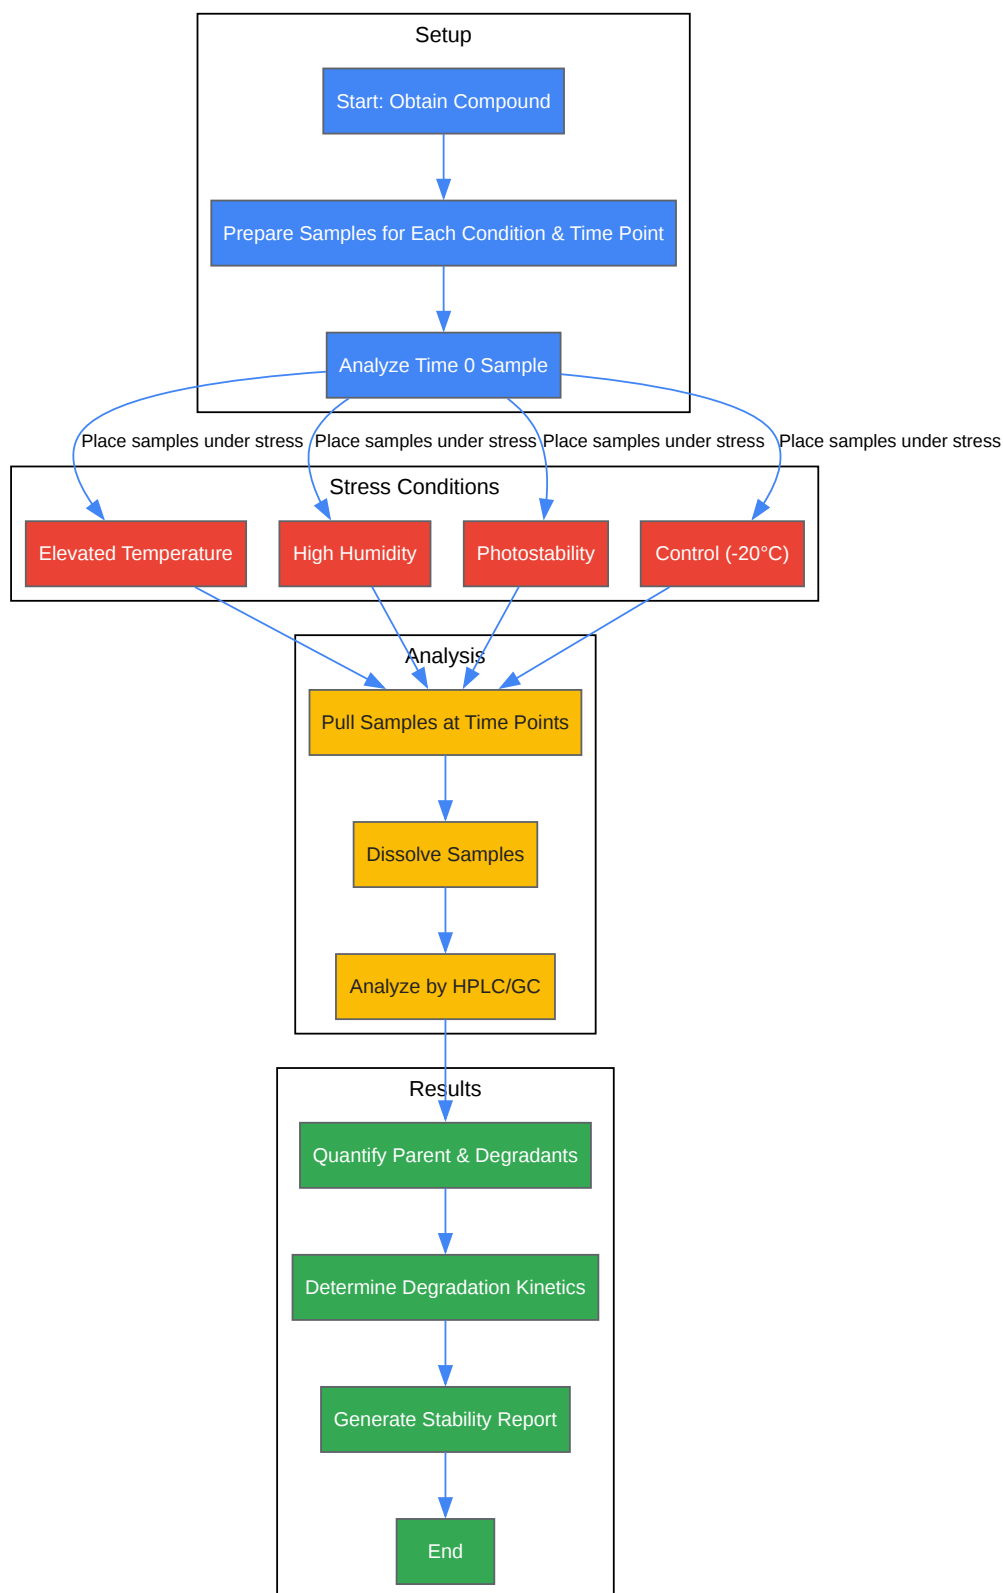 Setup
Start: Obtain Compound
Prepare Samples for Each Condition & Time Point
Analyze Time 0 Sample
Place samples under stress
Place samples under stress
Place samples under stress
Place samples under stress
Stress Conditions
Elevated Temperature
High Humidity
Photostability
Control (-20°C)
Analysis
Pull Samples at Time Points
Dissolve Samples
Analyze by HPLC/GC
Results
Quantify Parent & Degradants
Determine Degradation Kinetics
Generate Stability Report
End